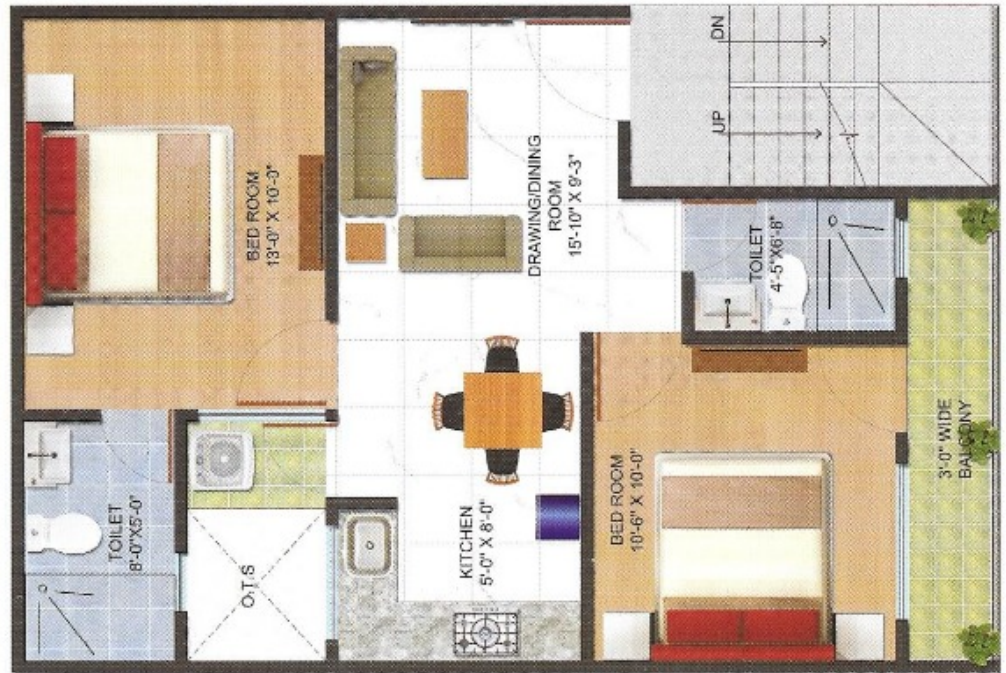 BED ROOM
13'-0" X 10'-0"
DRAWING/DINING
ROOM
15'-10" X 9'-3"
DN
UP
TOILET
4'-5"X6'-8"
TOILET
8'-0"X5'-0"
O.T.S
KITCHEN
5'-0" X 8'-0"
BED ROOM
10'-6" X 10'-0"
3'-0" WIDE
BALCONY